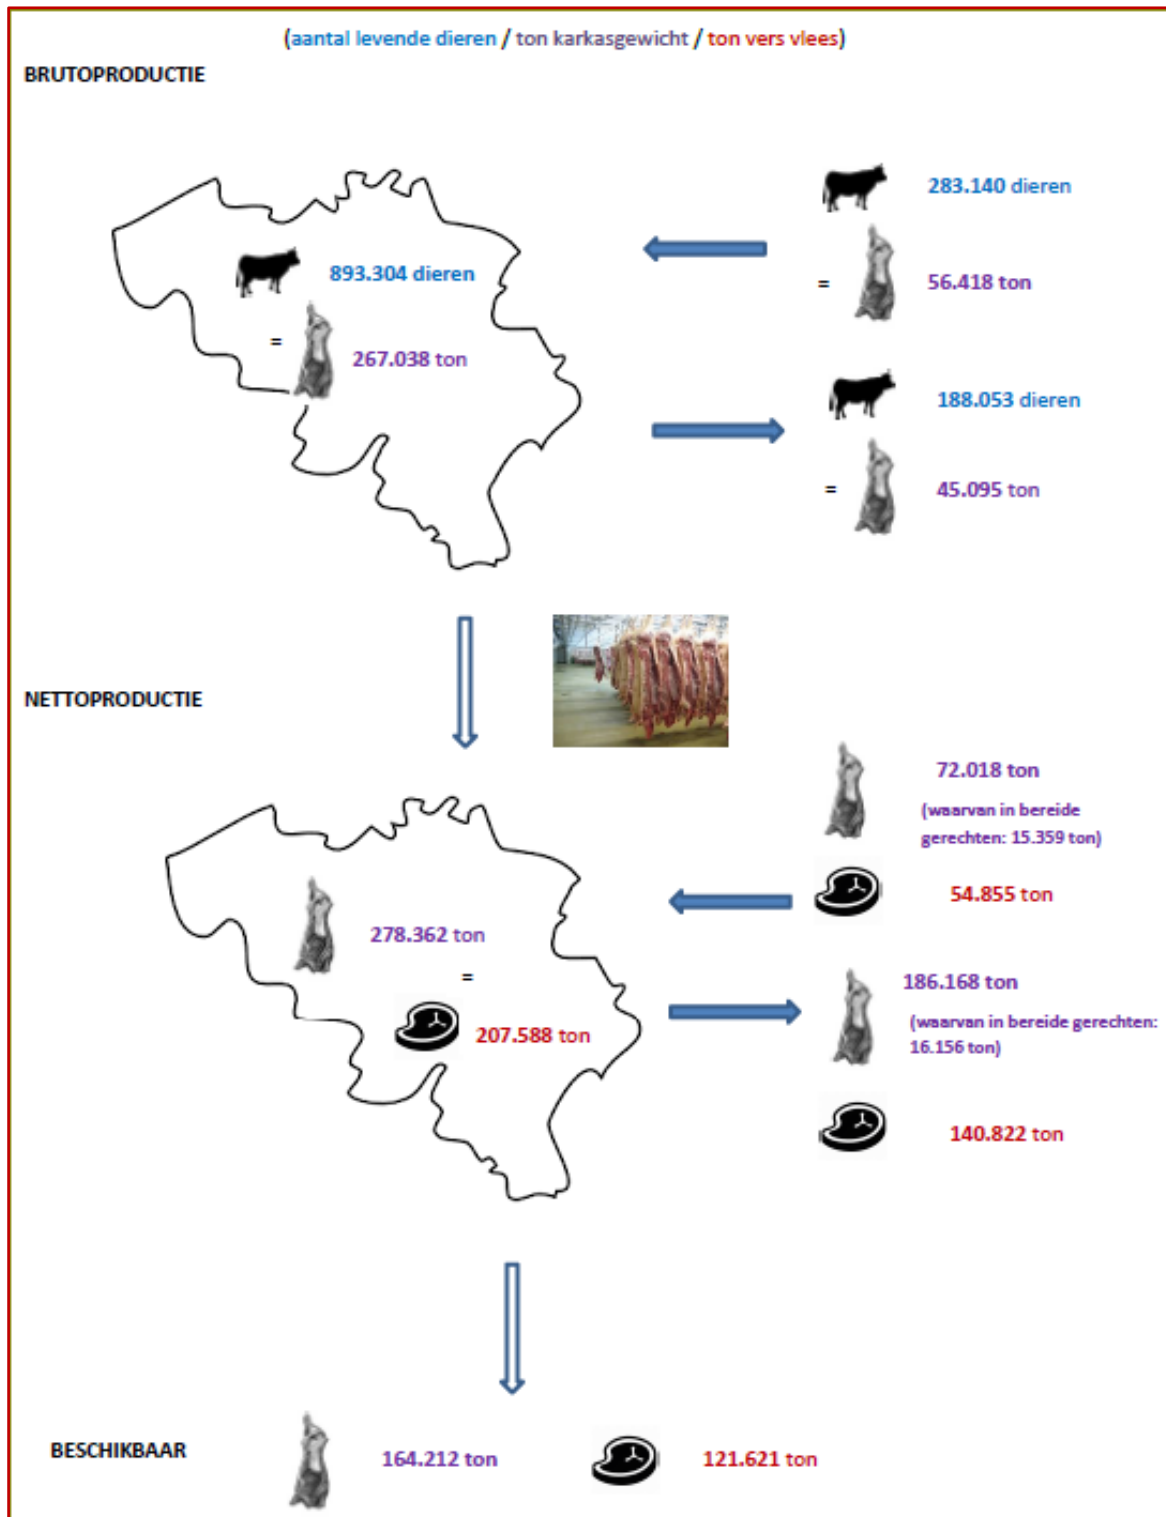 (aantal levende dieren / ton karkasgewicht / ton vers vlees)
BRUTOPRODUCTIE
283.140 dieren
893.304 dieren
= 56.418 ton
= 267.038 ton
188.053 dieren
= 45.095 ton
NETTOPRODUCTIE
72.018 ton
(waarvan in bereide
gerechten: 15.359 ton)
54.855 ton
278.362 ton
=
207.588 ton
186.168 ton
(waarvan in bereide gerechten:
16.156 ton)
140.822 ton
BESCHIKBAAR
164.212 ton
121.621 ton